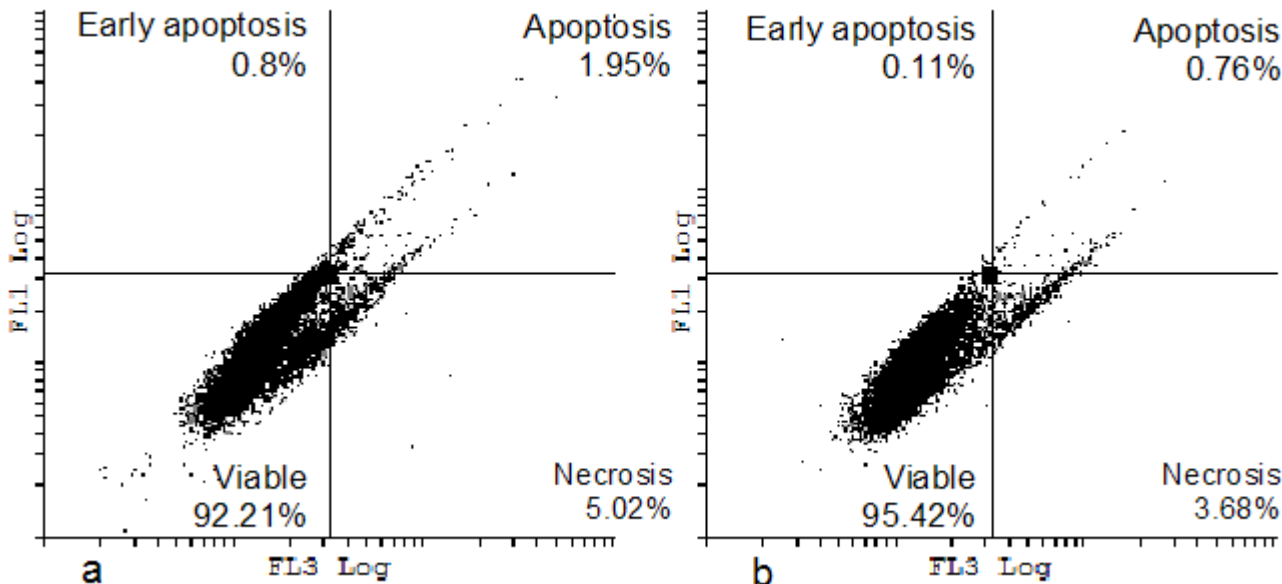 Early apoptosis
0.8%
Apoptosis
1.95%
Viable
92.21%
Necrosis
5.02%
FL1 Log
FL3 Log
a
Early apoptosis
0.11%
Apoptosis
0.76%
Viable
95.42%
Necrosis
3.68%
FL1 Log
FL3 Log
b